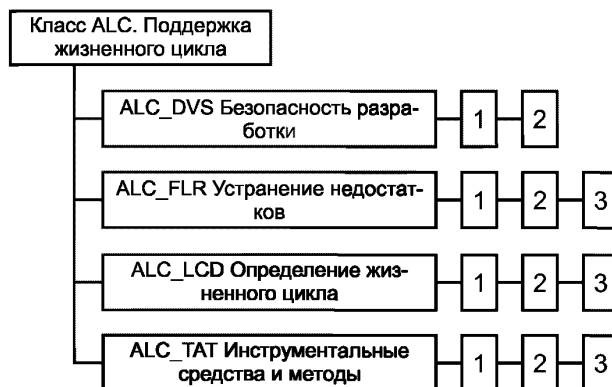 Класс ALC. Поддержка
жизненного цикла
ALC_DVS Безопасность разра-
ботки
1 2
ALC_FLR Устранение недостат-
ков
1 2 3
ALC_LCD Определение жиз-
ненного цикла
1 2 3
ALC_TAT Инструментальные
средства и методы
1 2 3